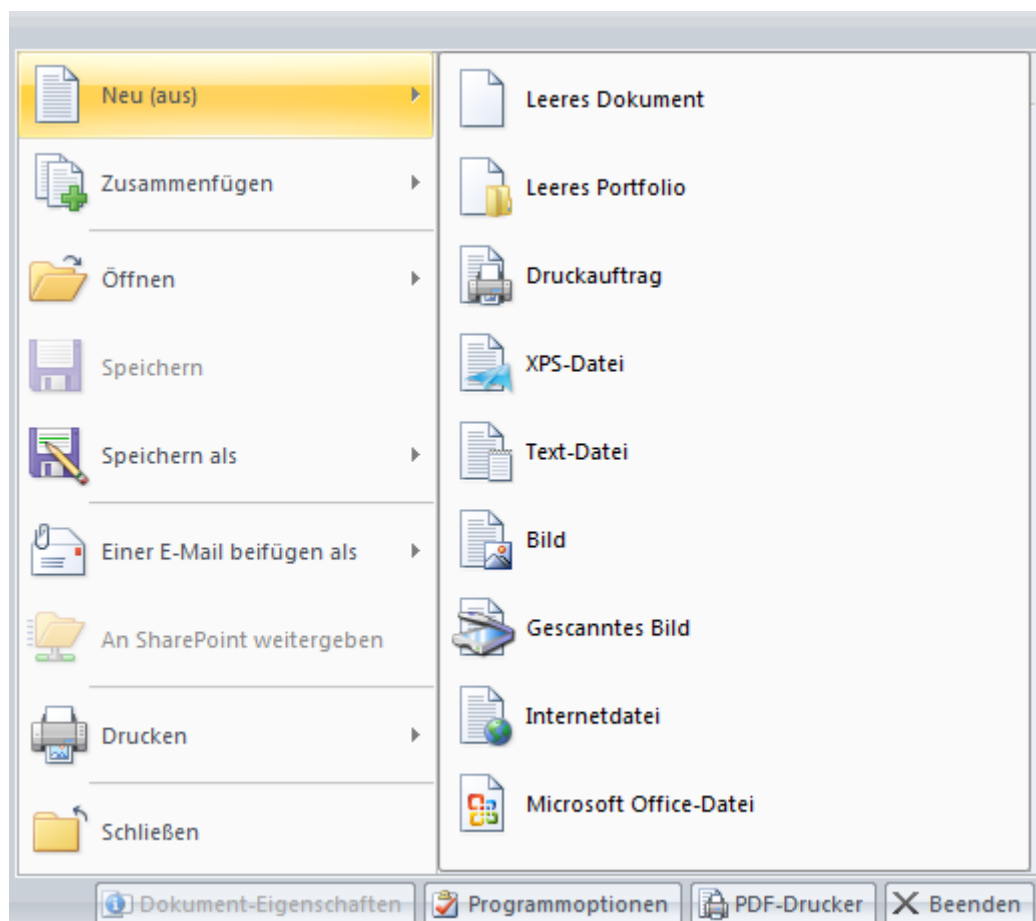 Neu (aus)
Zusammenfügen
Öffnen
Speichern
Speichern als
Einer E-Mail beifügen als
An SharePoint weitergeben
Drucken
Schließen
Leeres Dokument
Leeres Portfolio
Druckauftrag
XPS-Datei
Text-Datei
Bild
Gescanntes Bild
Internetdatei
Microsoft Office-Datei
Dokument-Eigenschaften
Programmoptionen
PDF-Drucker
Beenden